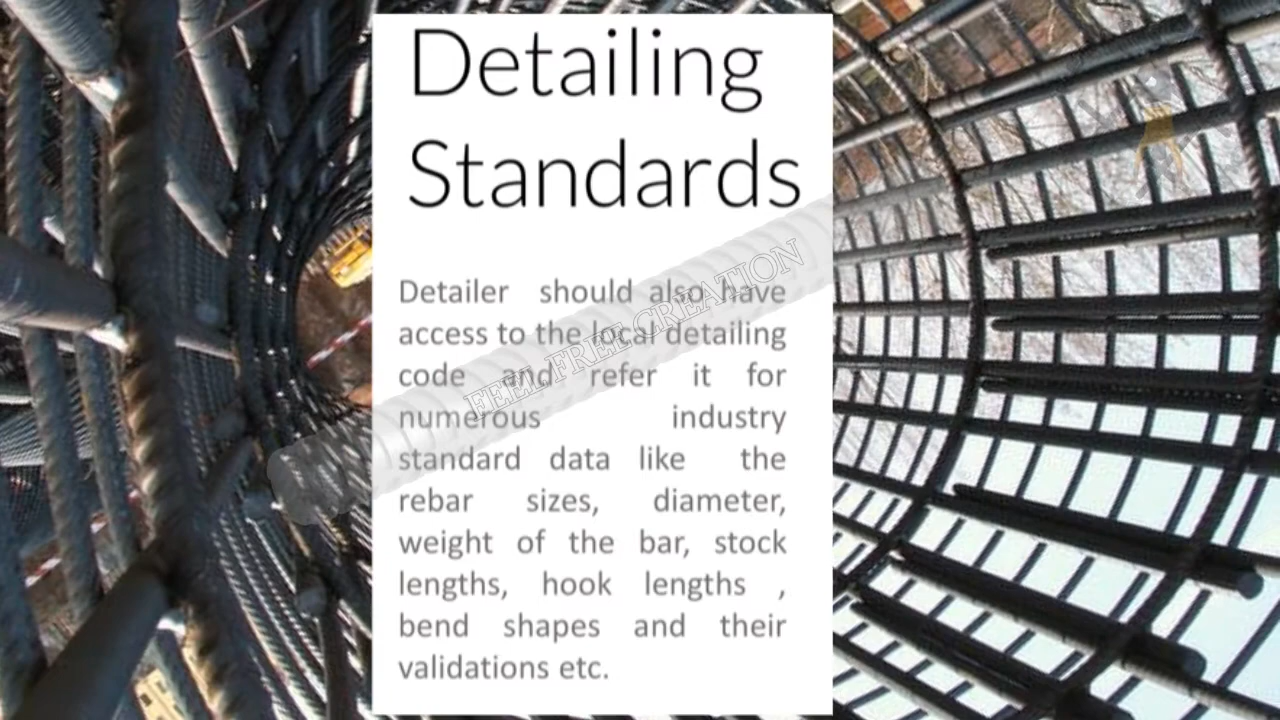 Detailing
Standards
Detailer should also have
access to the local detailing
code and refer it for
numerous industry
standard data like the
rebar sizes, diameter,
weight of the bar, stock
lengths, hook lengths ,
bend shapes and their
validations etc.
FEEL FREE CREATION